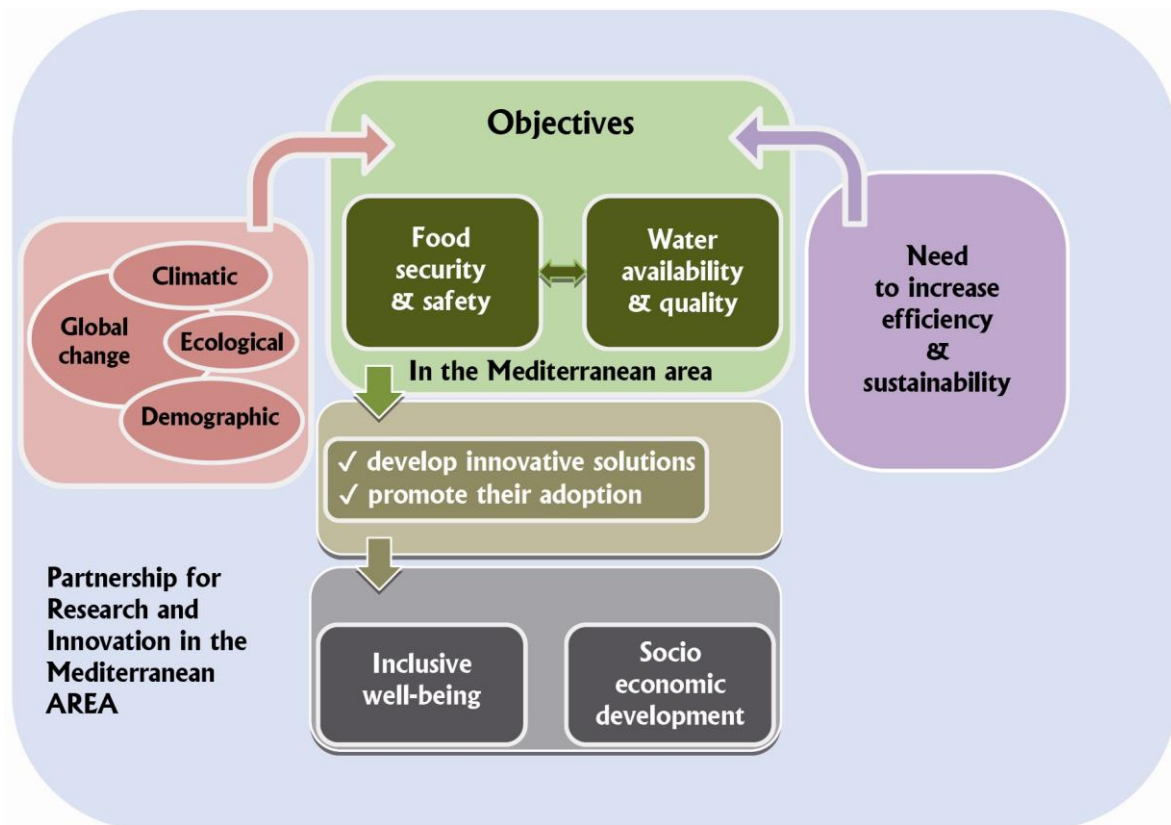 Objectives
Food
security
& safety
Water
availability
& quality
In the Mediterranean area
Climatic
Global
change
Ecological
Demographic
Need
to increase
efficiency
&
sustainability
✓ develop innovative solutions
✓ promote their adoption
Inclusive
well-being
Socio
economic
development
Partnership for
Research and
Innovation in the
Mediterranean
AREA